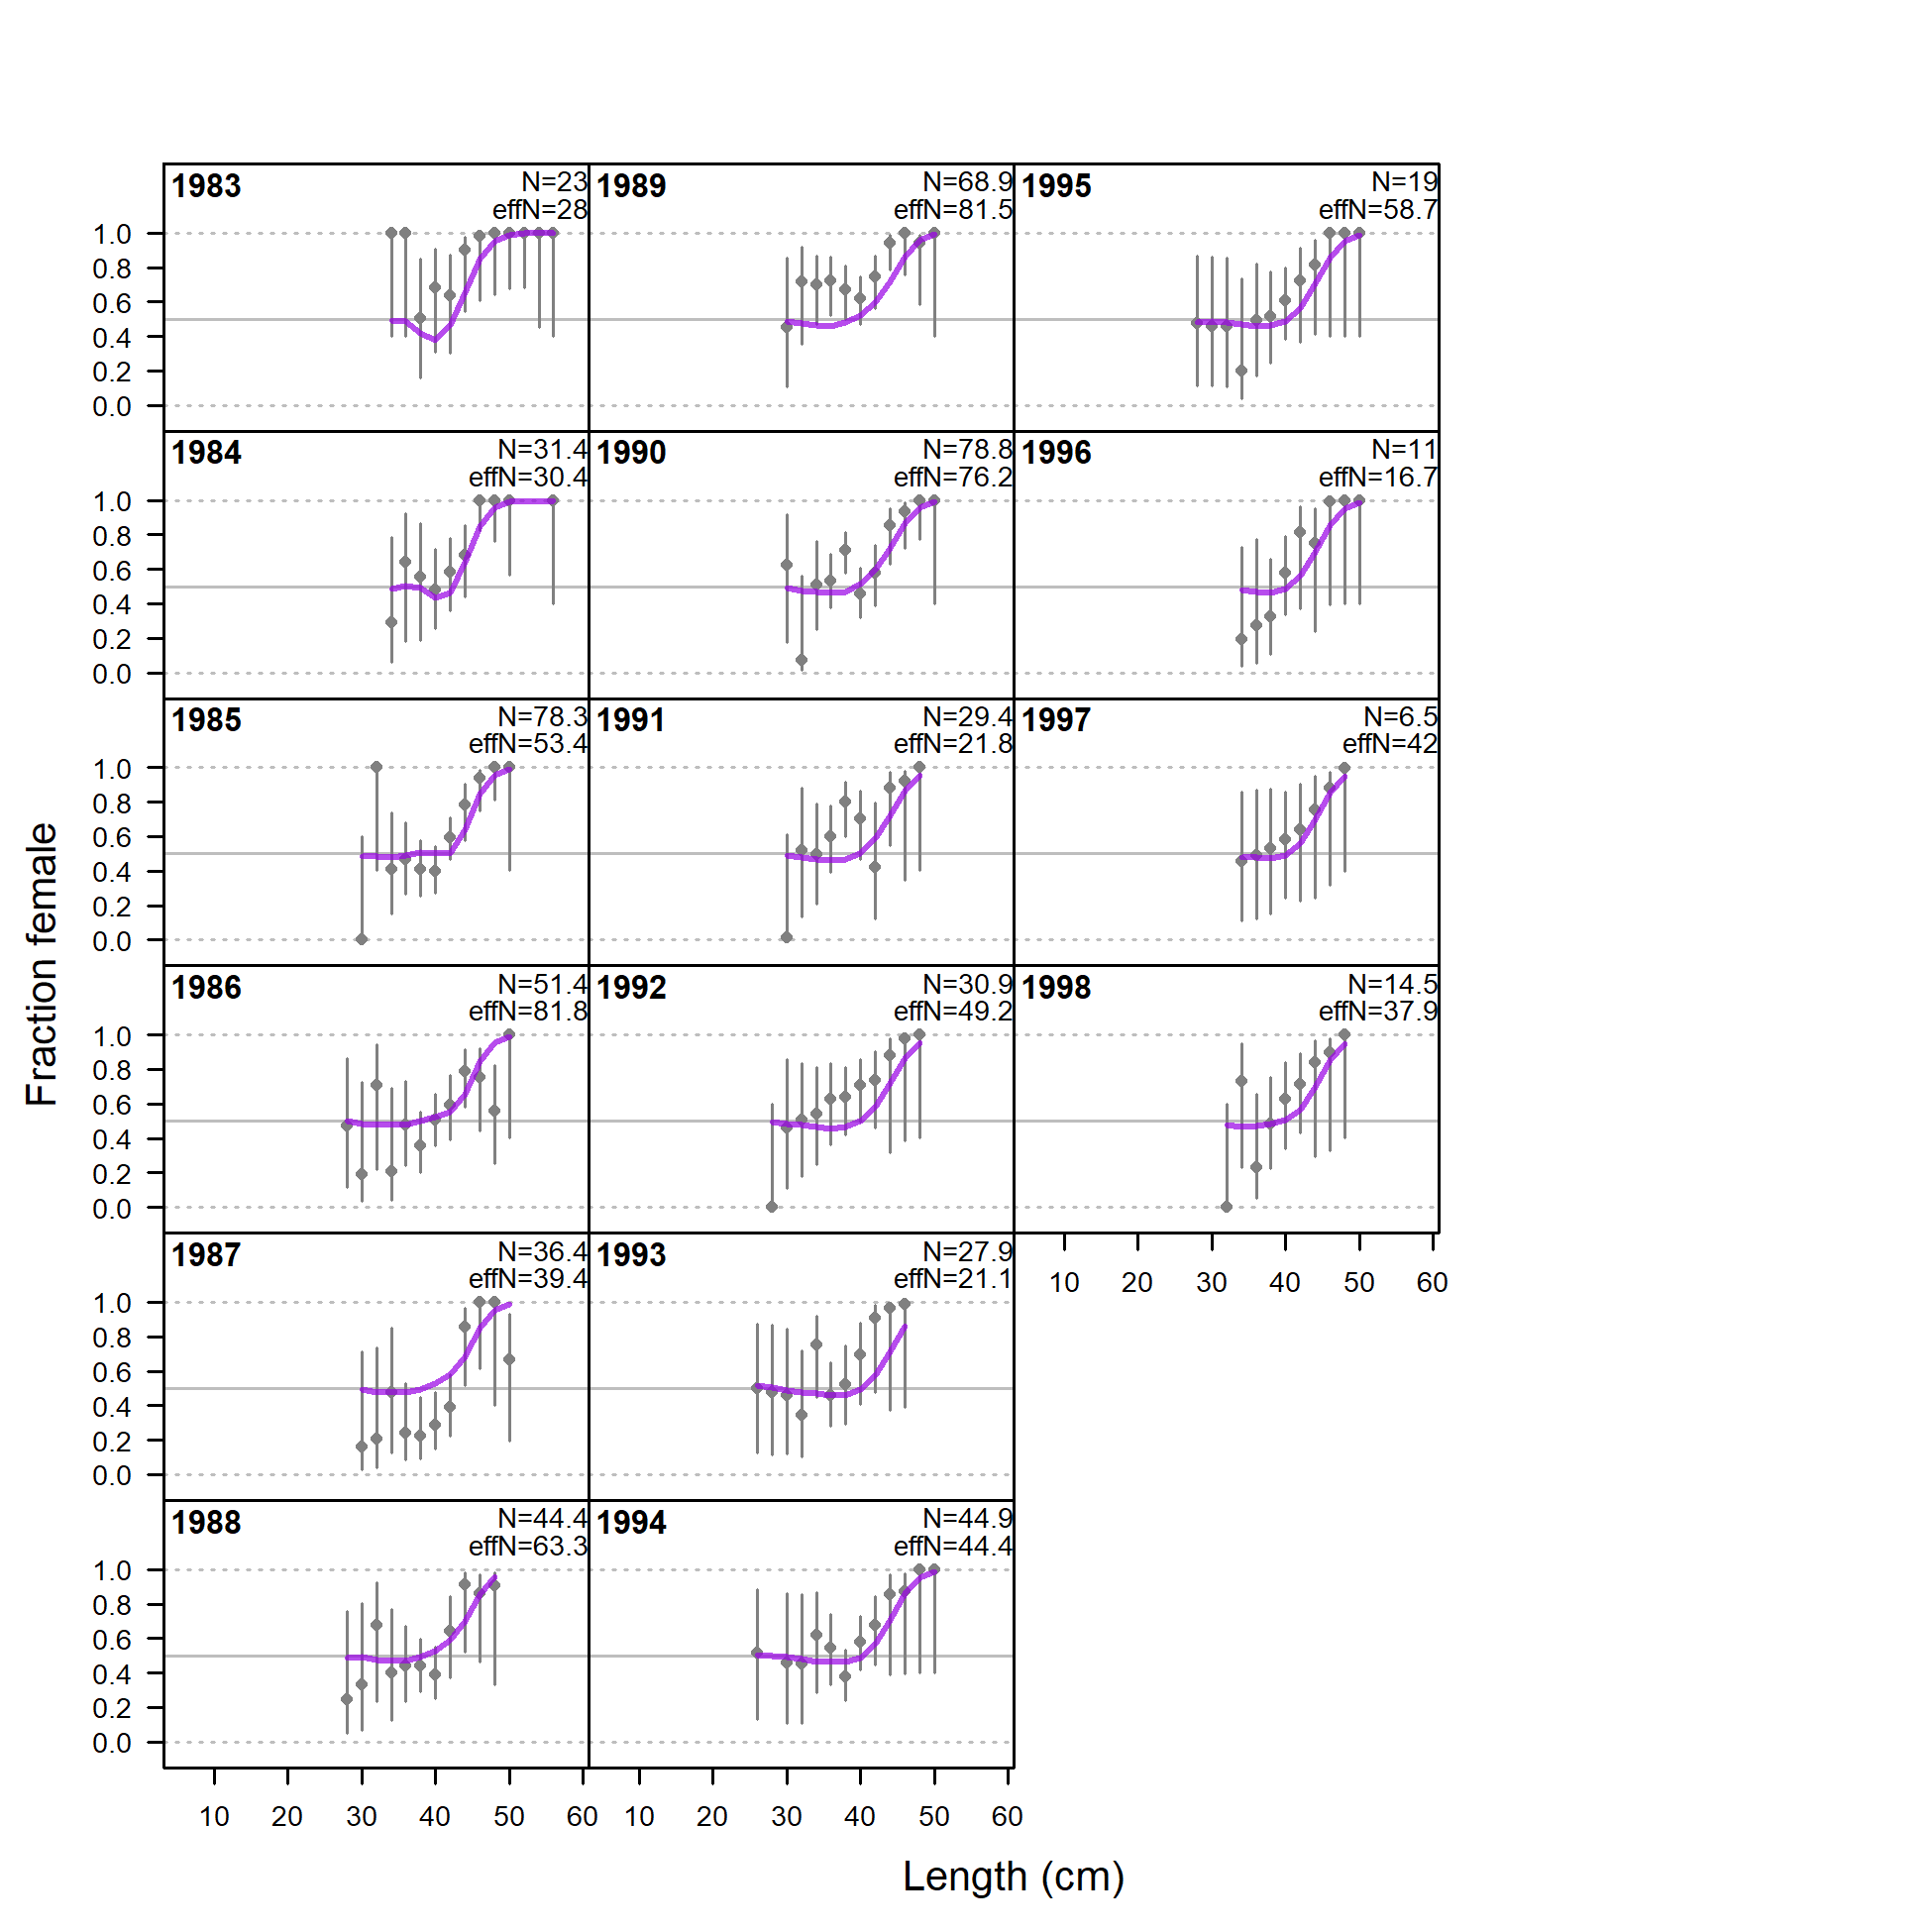 1983 N=23 1989 N=68.9 1995 N=19
effN=28 effN=81.5 effN=58.7
1.0
0.8
0.6
0.4
0.2
0.0
1984 N=31.4 1990 N=78.8 1996 N=11
effN=30.4 effN=76.2 effN=16.7
1.0
0.8
0.6
0.4
0.2
0.0
1985 N=78.3 1991 N=29.4 1997 N=6.5
effN=53.4 effN=21.8 effN=42
1.0
0.8
0.6
0.4
0.2
0.0
Fraction female
1986 N=51.4 1992 N=30.9 1998 N=14.5
effN=81.8 effN=49.2 effN=37.9
1.0
0.8
0.6
0.4
0.2
0.0
1987 N=36.4 1993 N=27.9
effN=39.4 effN=21.1
10 20 30 40 50 60
1.0
0.8
0.6
0.4
0.2
0.0
1988 N=44.4 1994 N=44.9
effN=63.3 effN=44.4
1.0
0.8
0.6
0.4
0.2
0.0
10 20 30 40 50 60 10 20 30 40 50 60
Length (cm)